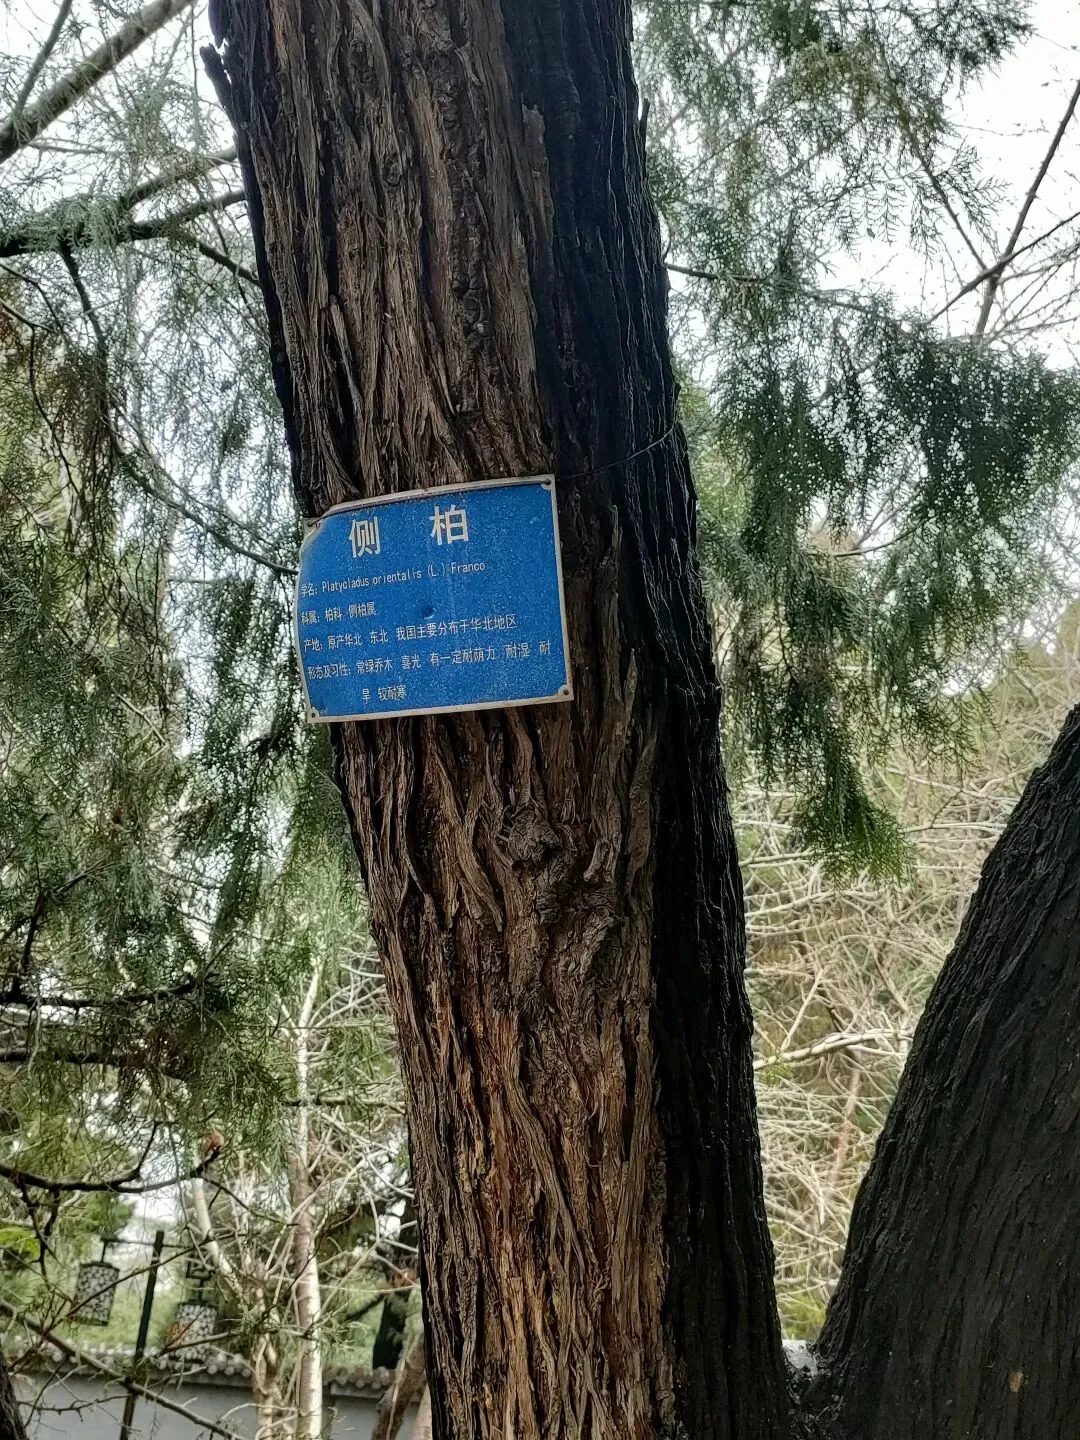 侧 柏
学名: Platycladus orientalis (L.) Franco
科属: 柏科 侧柏属
产地: 原产华北 东北 我国主要分布于华北地区
形态及习性: 常绿乔木 喜光 有一定耐荫力 耐湿 耐
旱 较耐寒